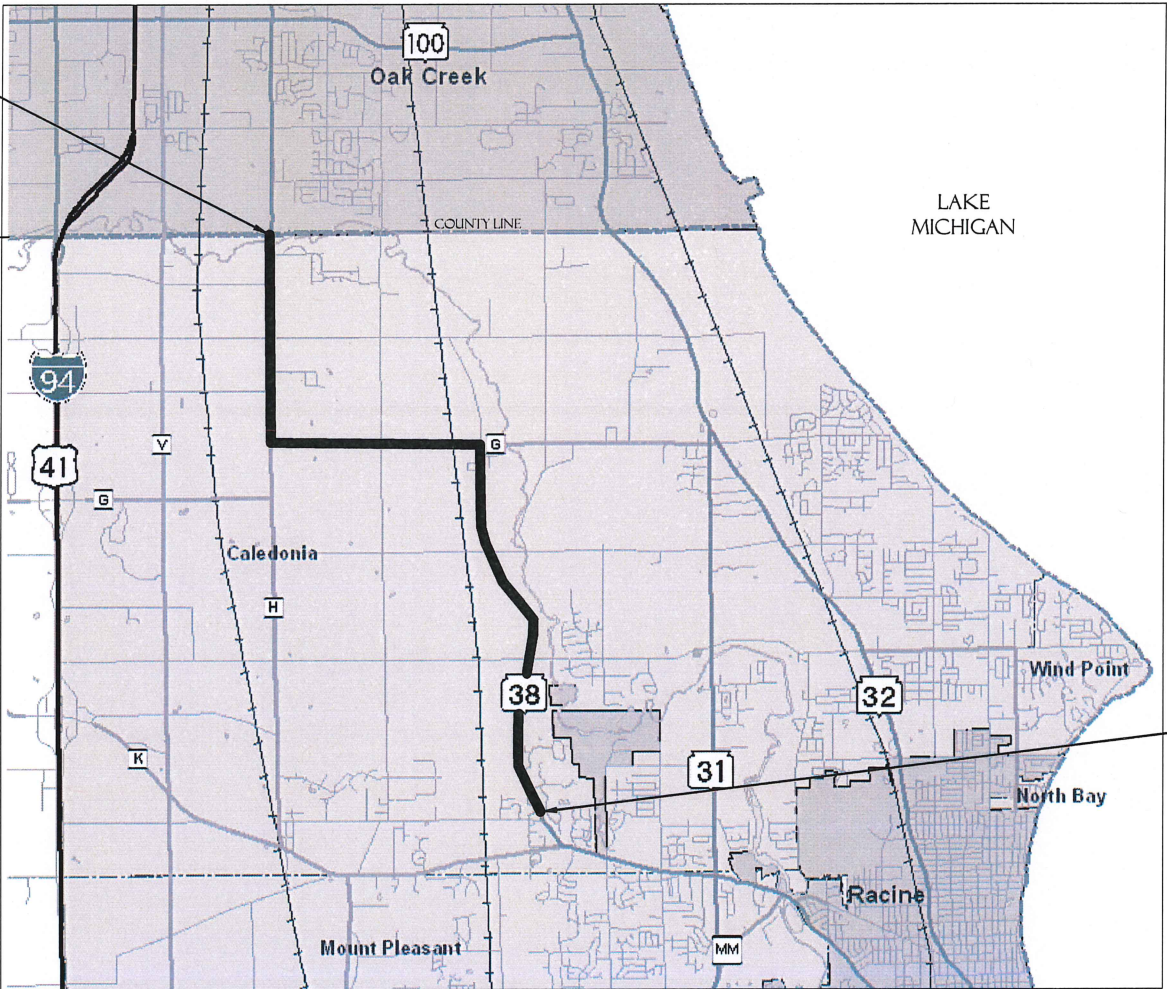 100
Oak Creek
LAKE
MICHIGAN
COUNTY LINE
94
V
G
41
G
Caledonia
H
Wind Point
38
32
K
31
North Bay
Racine
Mount Pleasant
MM